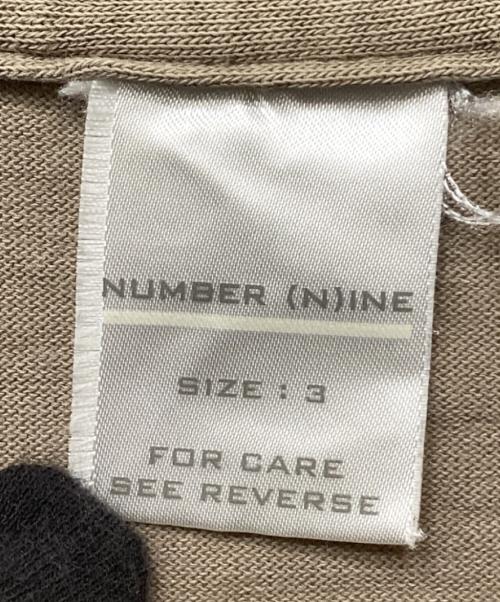 NUMBER (N)INE
SIZE : 3
FOR CARE
SEE REVERSE